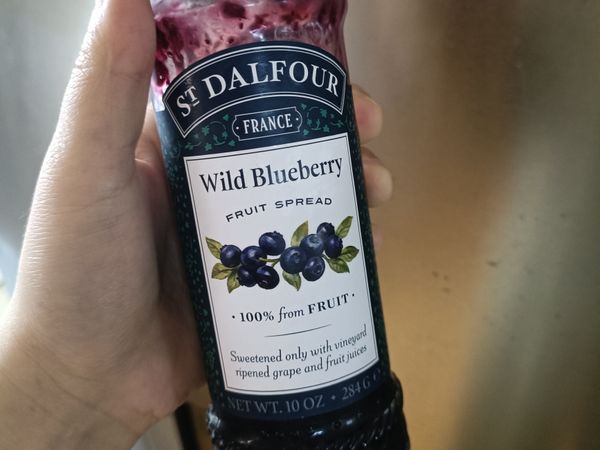 ST DALFOUR
· FRANCE ·
Wild Blueberry
FRUIT SPREAD
· 100% from FRUIT ·
Sweetened only with vineyard
ripened grape and fruit juices
NET WT. 10 OZ • 284 G